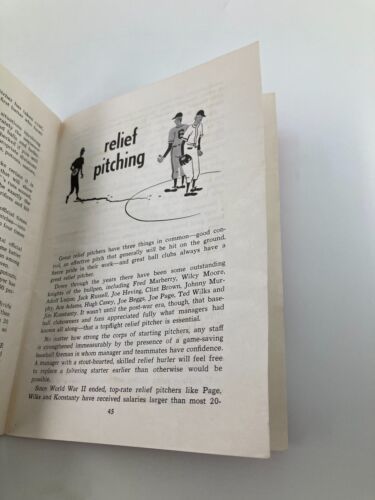 relief
pitching
Great relief pitchers have three things in common—good con-
trol, an effective pitch that generally will be hit on the ground,
fierce pride in their work—and great ball clubs always have a
great relief pitcher.
Down through the years there have been some outstanding
knights of the bullpen, including Fred Marberry, Wilcy Moore,
Adolf Luque, Jack Russell, Joe Heving, Clint Brown, Johnny Mur-
phy, Ace Adams, Hugh Casey, Joe Beggs, Joe Page, Ted Wilks and
Jim Konstanty. It wasn't until the post-war era, though, that base-
ball clubowners and fans appreciated fully what managers had
known all along—that a topflight relief pitcher is essential.
No matter how strong the corps of starting pitchers, any staff
is strengthened immeasurably by the presence of a game-saving
baseball fireman in whom manager and teammates have confidence.
A manager with a stout-hearted, skilled relief hurler will feel free
to replace a faltering starter earlier than otherwise would be
possible.
Since World War II ended, top-rate relief pitchers like Page,
Wilks and Konstanty have received salaries larger than most 20-
45